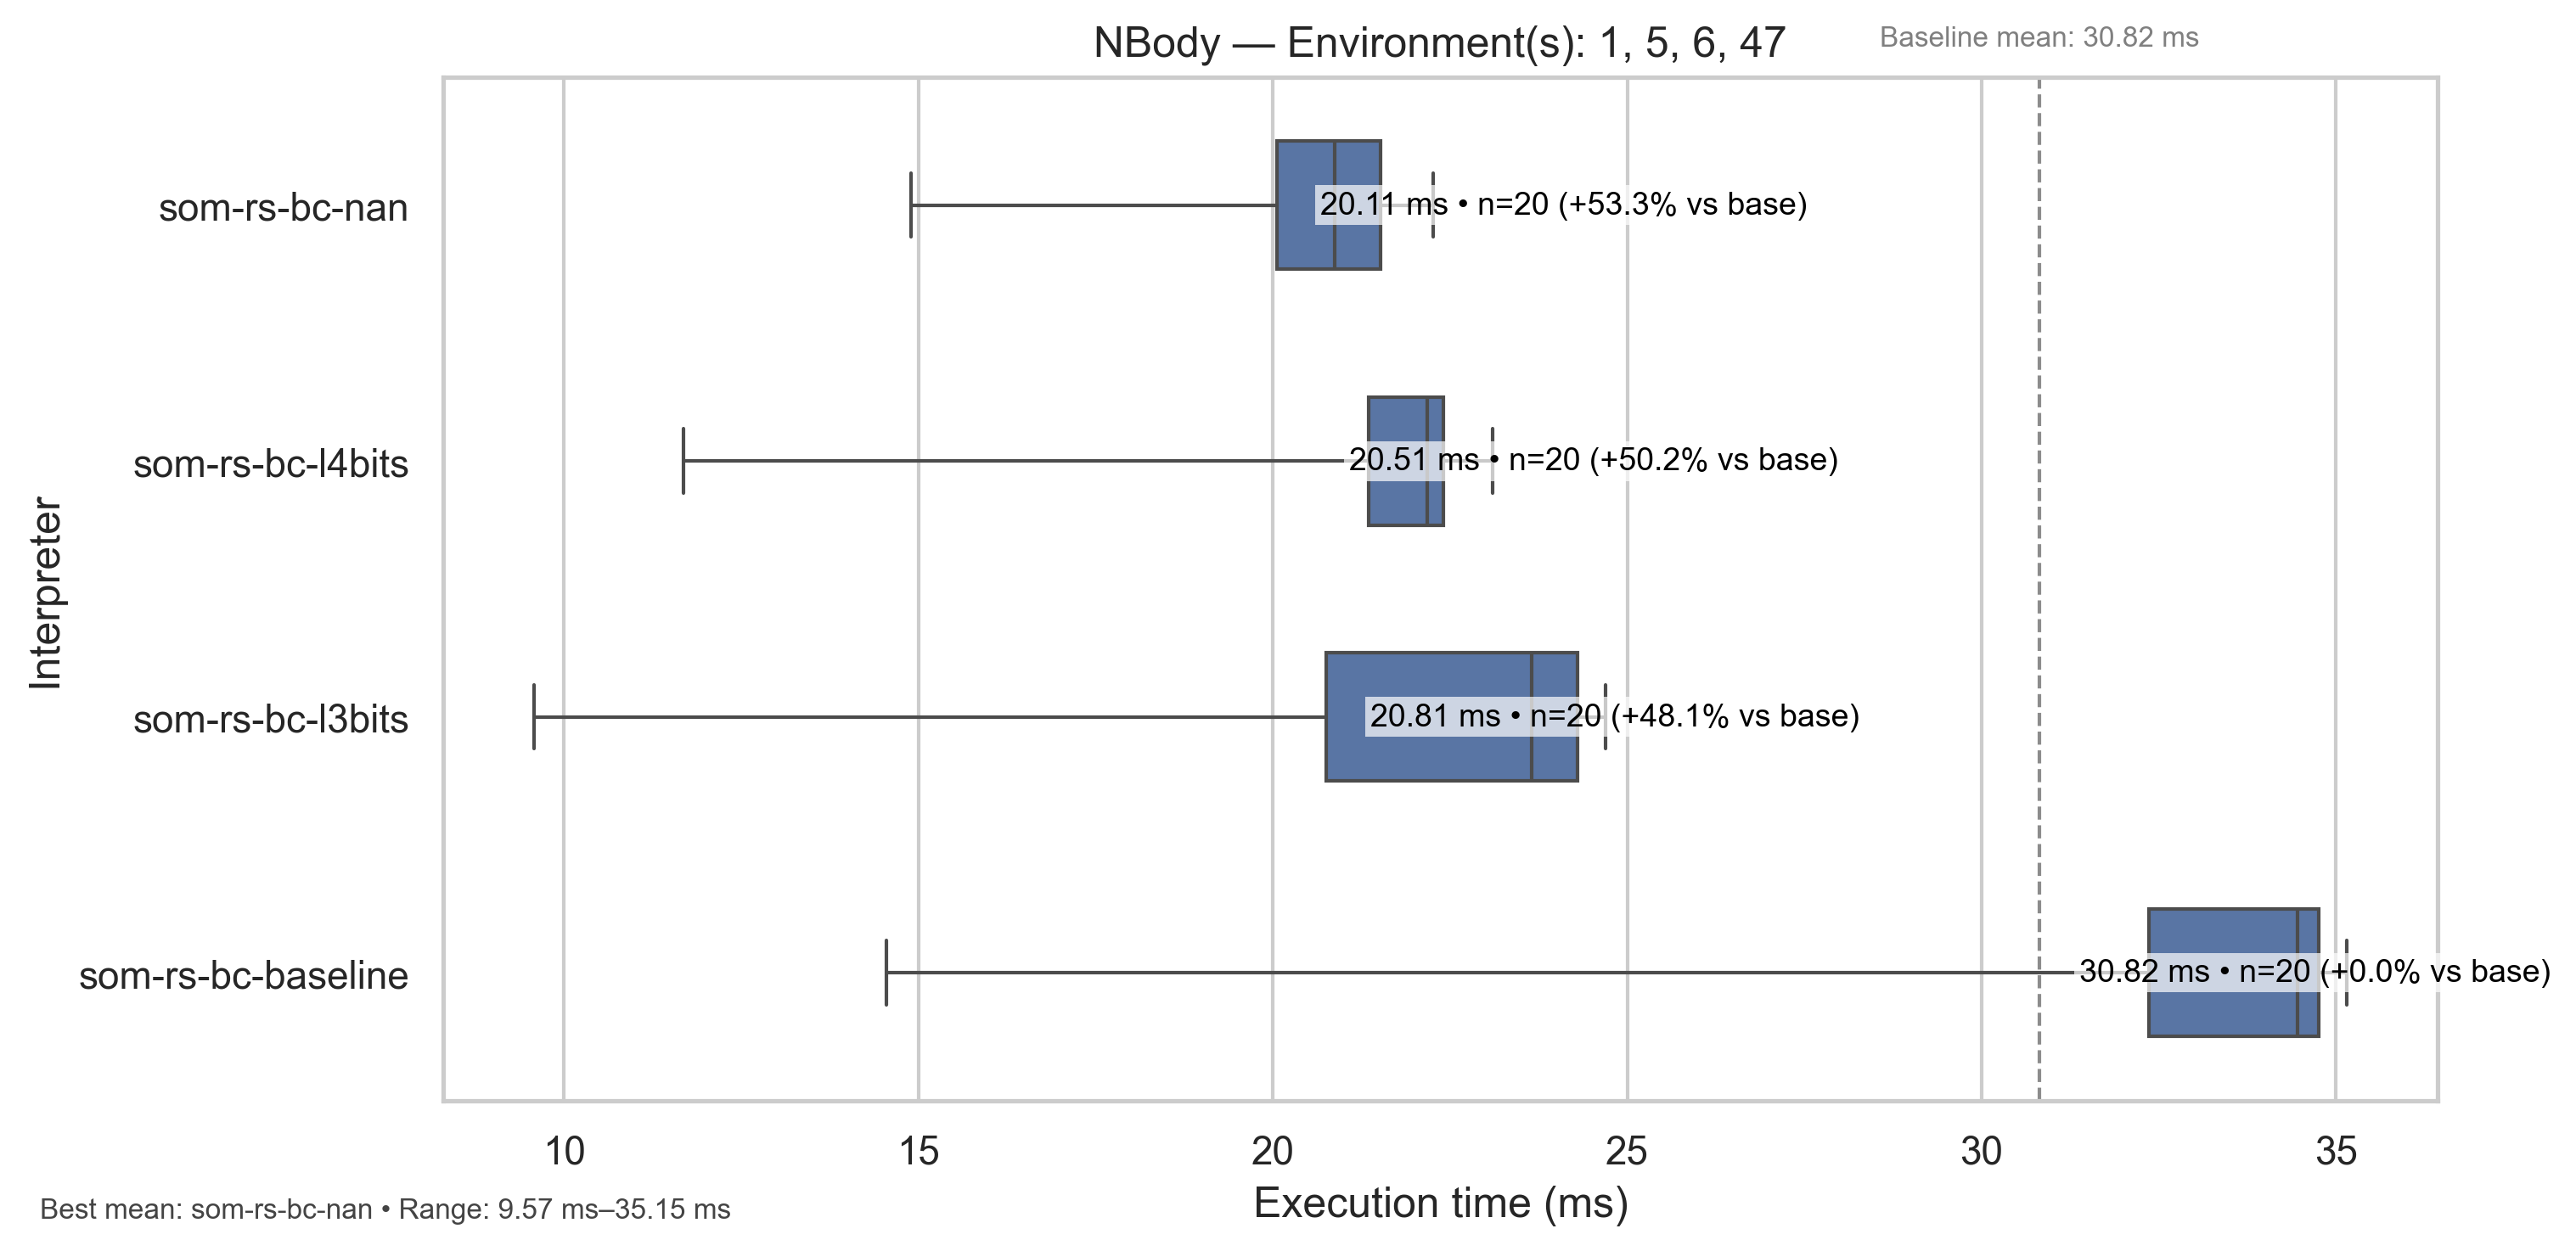 NBody — Environment(s): 1, 5, 6, 47
Baseline mean: 30.82 ms
Interpreter
som-rs-bc-nan
20.11 ms • n=20 (+53.3% vs base)
som-rs-bc-l4bits
20.51 ms • n=20 (+50.2% vs base)
som-rs-bc-l3bits
20.81 ms • n=20 (+48.1% vs base)
som-rs-bc-baseline
30.82 ms • n=20 (+0.0% vs base)
10 15 20 25 30 35
Execution time (ms)
Best mean: som-rs-bc-nan • Range: 9.57 ms–35.15 ms